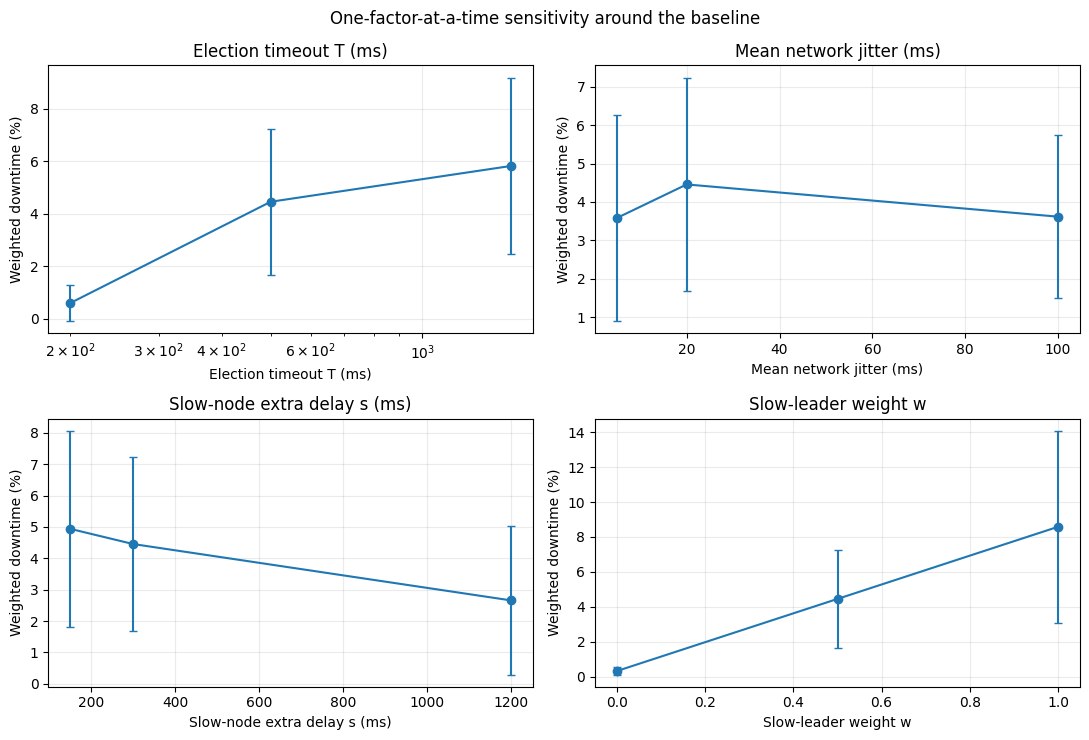 One-factor-at-a-time sensitivity around the baseline
Election timeout T (ms)
Weighted downtime (%)
8
6
4
2
0
2 × 10²
3 × 10²
4 × 10²
6 × 10²
10³
Election timeout T (ms)
Mean network jitter (ms)
Weighted downtime (%)
7
6
5
4
3
2
1
20
40
60
80
100
Mean network jitter (ms)
Slow-node extra delay s (ms)
Weighted downtime (%)
8
7
6
5
4
3
2
1
0
200
400
600
800
1000
1200
Slow-node extra delay s (ms)
Slow-leader weight w
Weighted downtime (%)
14
12
10
8
6
4
2
0
0.0
0.2
0.4
0.6
0.8
1.0
Slow-leader weight w